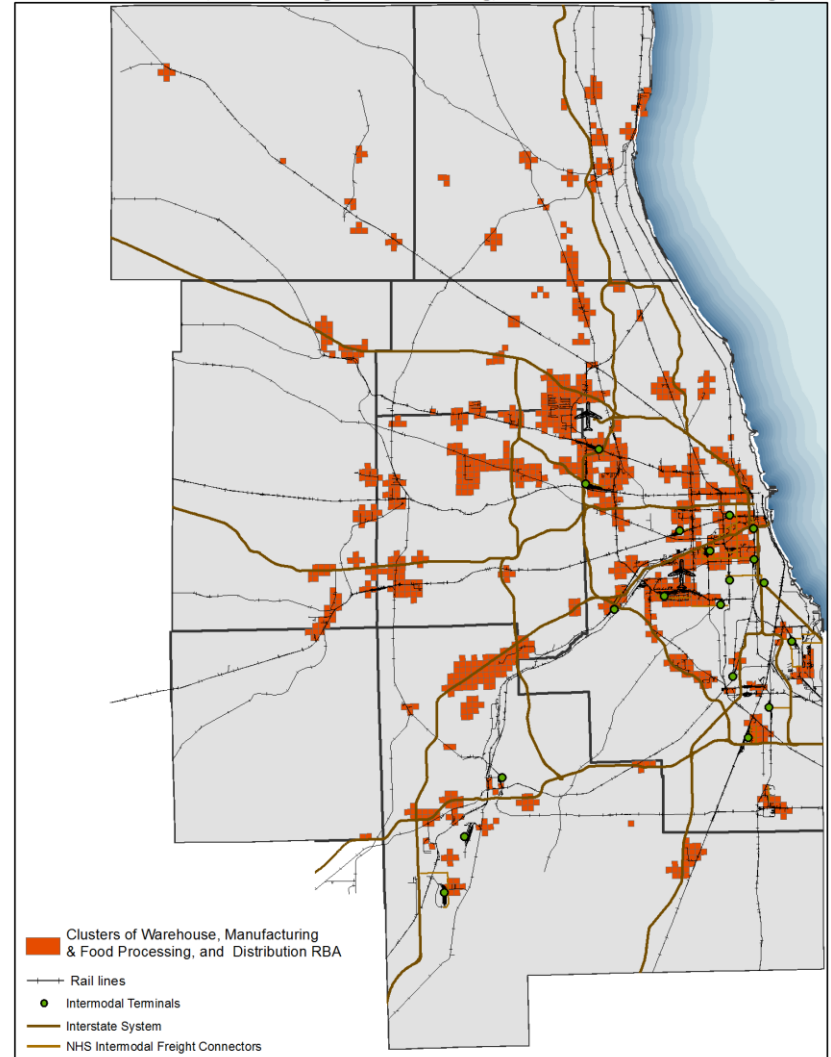 Clusters of Warehouse, Manufacturing
& Food Processing, and Distribution RBA
Rail lines
Intermodal Terminals
Interstate System
NHS Intermodal Freight Connectors